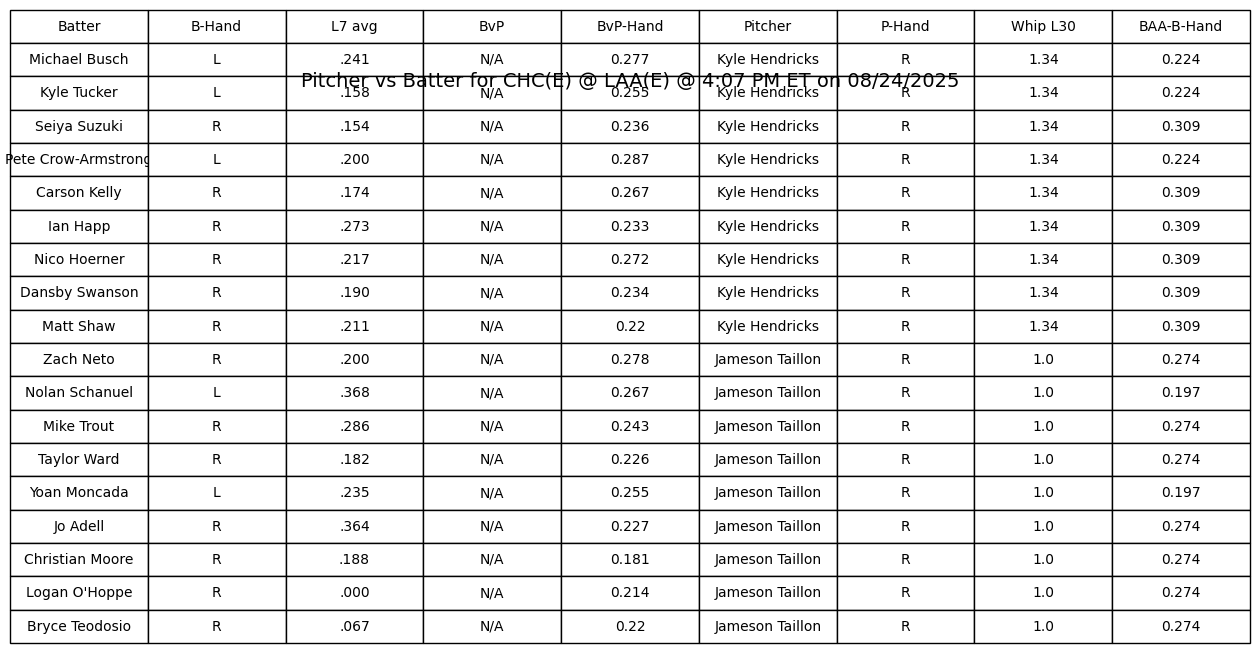 Batter B-Hand L7 avg BvP BvP-Hand Pitcher P-Hand Whip L30 BAA-B-Hand
Michael Busch L .241 N/A 0.277 Kyle Hendricks R 1.34 0.224
Pitcher vs Batter for CHC(E) @ LAA(E) @ 4:07 PM ET on 08/24/2025
Kyle Tucker L .158 N/A 0.255 Kyle Hendricks R 1.34 0.224
Seiya Suzuki R .154 N/A 0.236 Kyle Hendricks R 1.34 0.309
Pete Crow-Armstrong L .200 N/A 0.287 Kyle Hendricks R 1.34 0.224
Carson Kelly R .174 N/A 0.267 Kyle Hendricks R 1.34 0.309
Ian Happ R .273 N/A 0.233 Kyle Hendricks R 1.34 0.309
Nico Hoerner R .217 N/A 0.272 Kyle Hendricks R 1.34 0.309
Dansby Swanson R .190 N/A 0.234 Kyle Hendricks R 1.34 0.309
Matt Shaw R .211 N/A 0.22 Kyle Hendricks R 1.34 0.309
Zach Neto R .200 N/A 0.278 Jameson Taillon R 1.0 0.274
Nolan Schanuel L .368 N/A 0.267 Jameson Taillon R 1.0 0.197
Mike Trout R .286 N/A 0.243 Jameson Taillon R 1.0 0.274
Taylor Ward R .182 N/A 0.226 Jameson Taillon R 1.0 0.274
Yoan Moncada L .235 N/A 0.255 Jameson Taillon R 1.0 0.197
Jo Adell R .364 N/A 0.227 Jameson Taillon R 1.0 0.274
Christian Moore R .188 N/A 0.181 Jameson Taillon R 1.0 0.274
Logan O'Hoppe R .000 N/A 0.214 Jameson Taillon R 1.0 0.274
Bryce Teodosio R .067 N/A 0.22 Jameson Taillon R 1.0 0.274